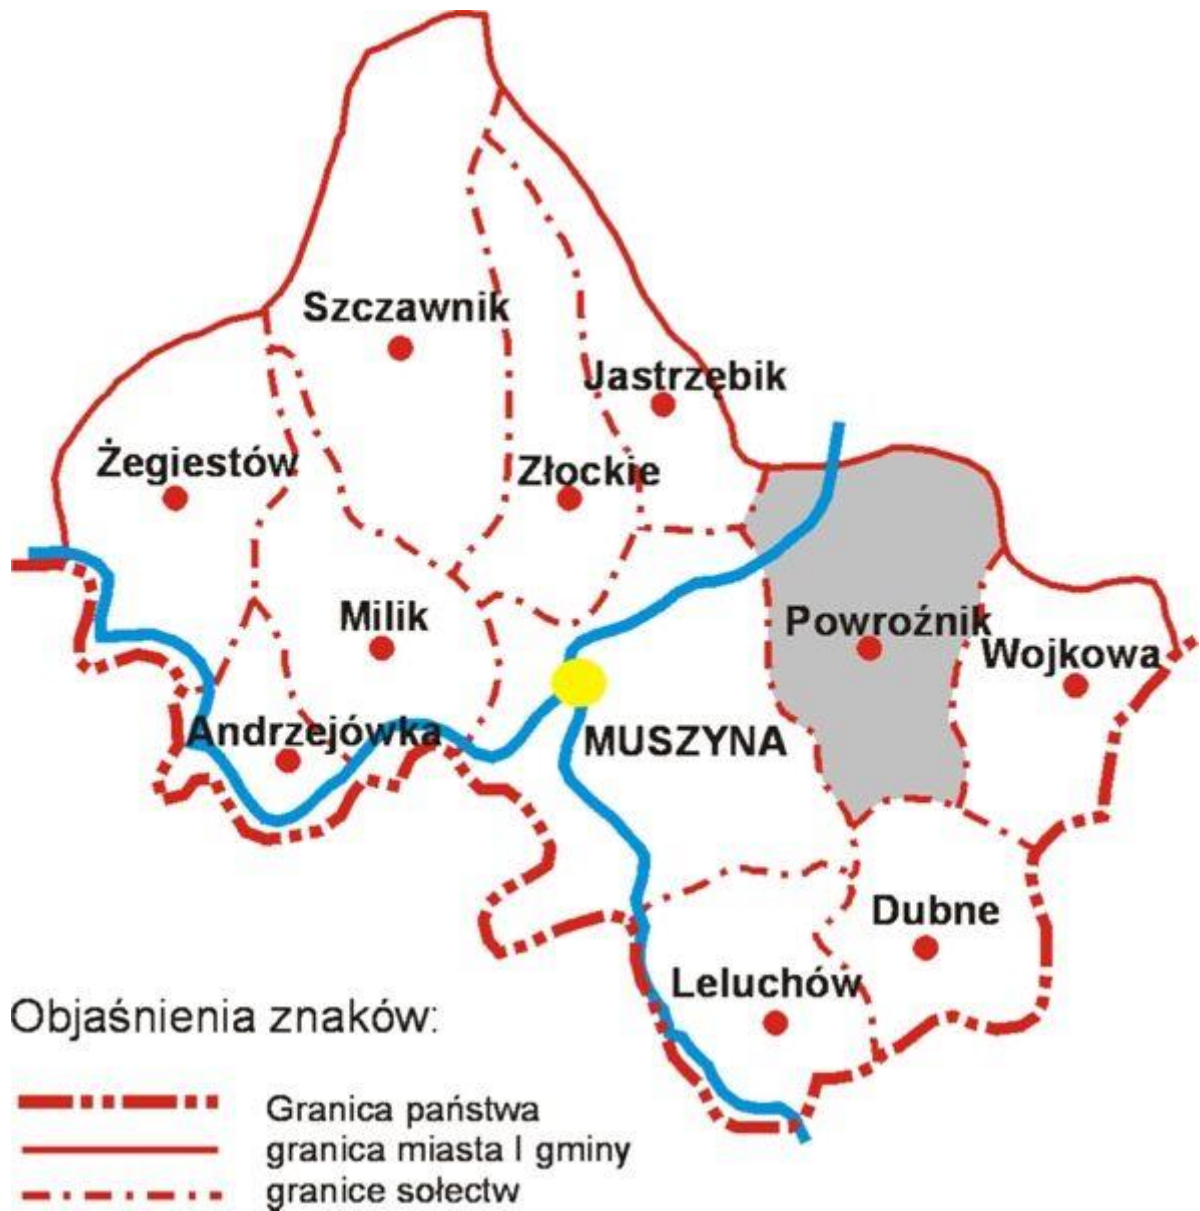 Szczawnik
Jastrzębik
Żegiestów
Złockie
Milik
Powroźnik
Wojkowa
Andrzejówka
MUSZYNA
Dubne
Leluchów
Objaśnienia znaków:
Granica państwa
granica miasta I gminy
granice sołectw